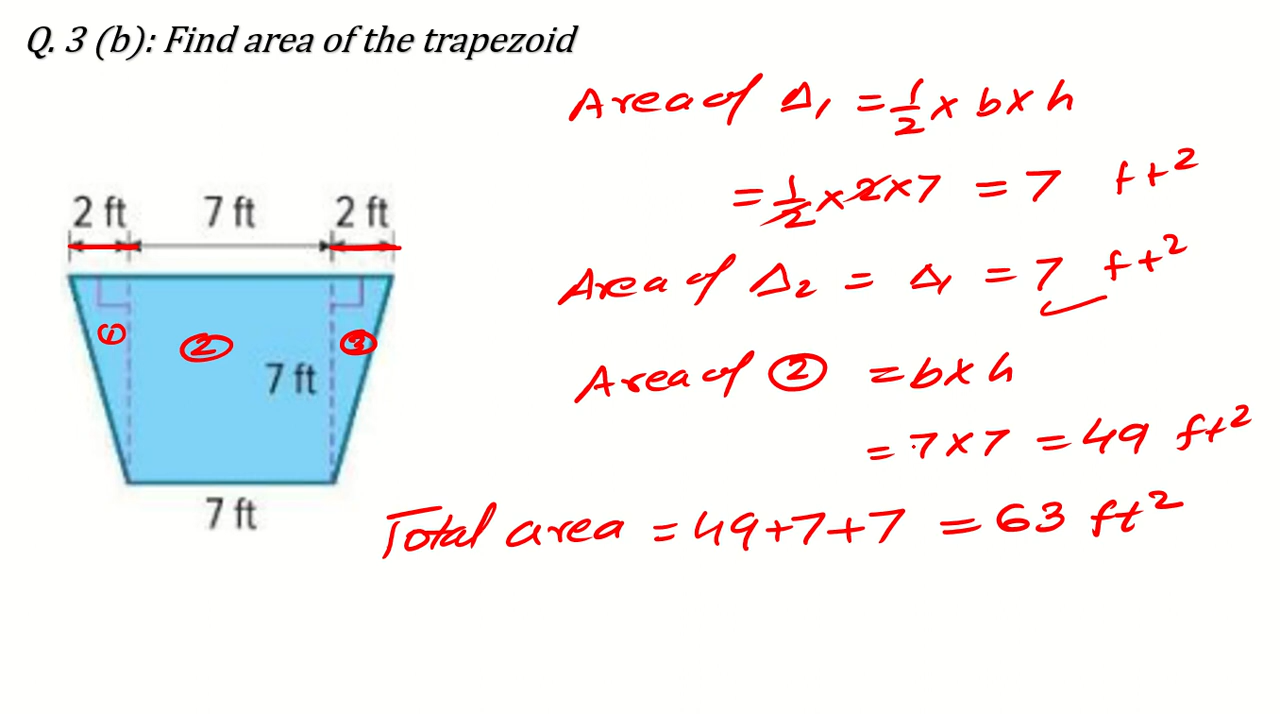 Q. 3 (b): Find area of the trapezoid
2 ft 7 ft 2 ft
① ② ③
7 ft
7 ft
Area of Δ₁ = 1/2 × b × h
= 1/2 × 2 × 7 = 7 ft²
Area of Δ₂ = Δ₁ = 7 ft²
Area of ② = b × h
= 7 × 7 = 49 ft²
Total area = 49+7+7 = 63 ft²